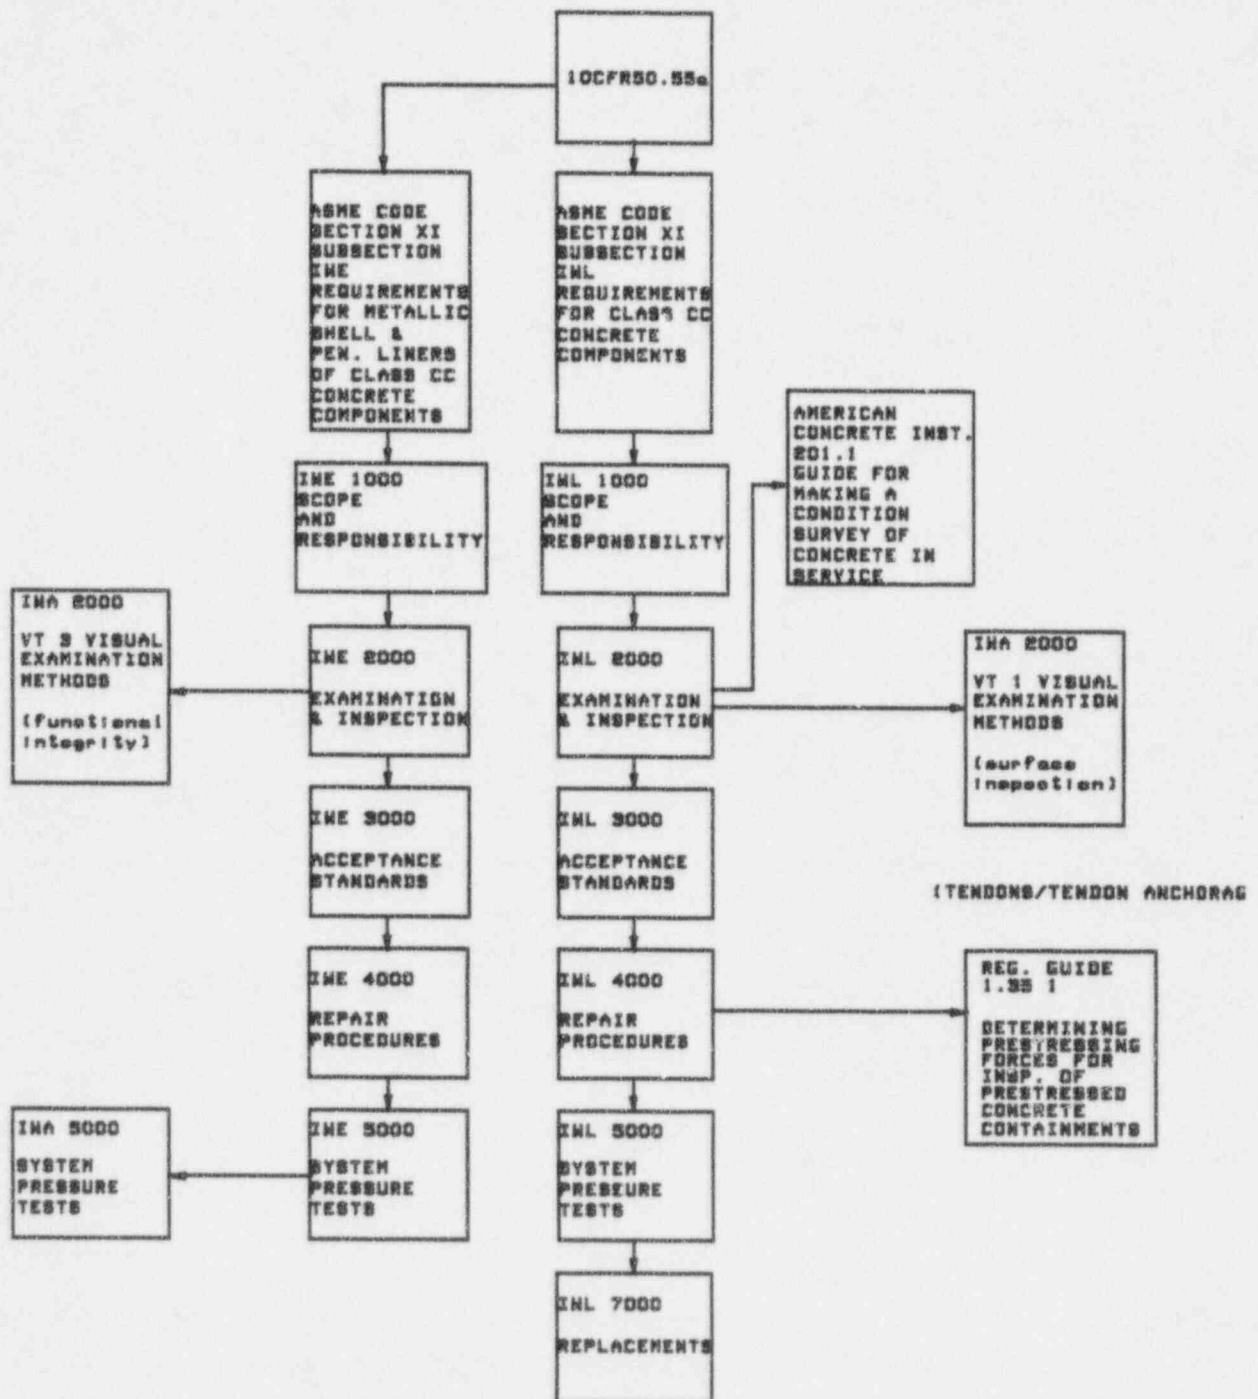 10CFR50.55a
ASME CODE
SECTION XI
SUBSECTION
IWE
REQUIREMENTS
FOR METALLIC
SHELL &
PEN. LINERS
OF CLASS CC
CONCRETE
COMPONENTS
ASME CODE
SECTION XI
SUBSECTION
IWL
REQUIREMENTS
FOR CLASS CC
CONCRETE
COMPONENTS
AMERICAN
CONCRETE INST.
201.1
GUIDE FOR
MAKING A
CONDITION
SURVEY OF
CONCRETE IN
SERVICE
IWE 1000
SCOPE
AND
RESPONSIBILITY
IWL 1000
SCOPE
AND
RESPONSIBILITY
IWA 2000
VT 3 VISUAL
EXAMINATION
METHODS
(functional
integrity)
IWE 2000
EXAMINATION
& INSPECTION
IWL 2000
EXAMINATION
& INSPECTION
IWA 2000
VT 1 VISUAL
EXAMINATION
METHODS
(surface
inspection)
IWE 3000
ACCEPTANCE
STANDARDS
IWL 3000
ACCEPTANCE
STANDARDS
(TENDONS/TENDON ANCHORAG
IWE 4000
REPAIR
PROCEDURES
IWL 4000
REPAIR
PROCEDURES
REG. GUIDE
1.35 1
DETERMINING
PRESTRESSING
FORCES FOR
INSP. OF
PRESTRESSED
CONCRETE
CONTAINMENTS
IWA 5000
SYSTEM
PRESSURE
TESTS
IWE 5000
SYSTEM
PRESSURE
TESTS
IWL 5000
SYSTEM
PRESSURE
TESTS
IWL 7000
REPLACEMENTS